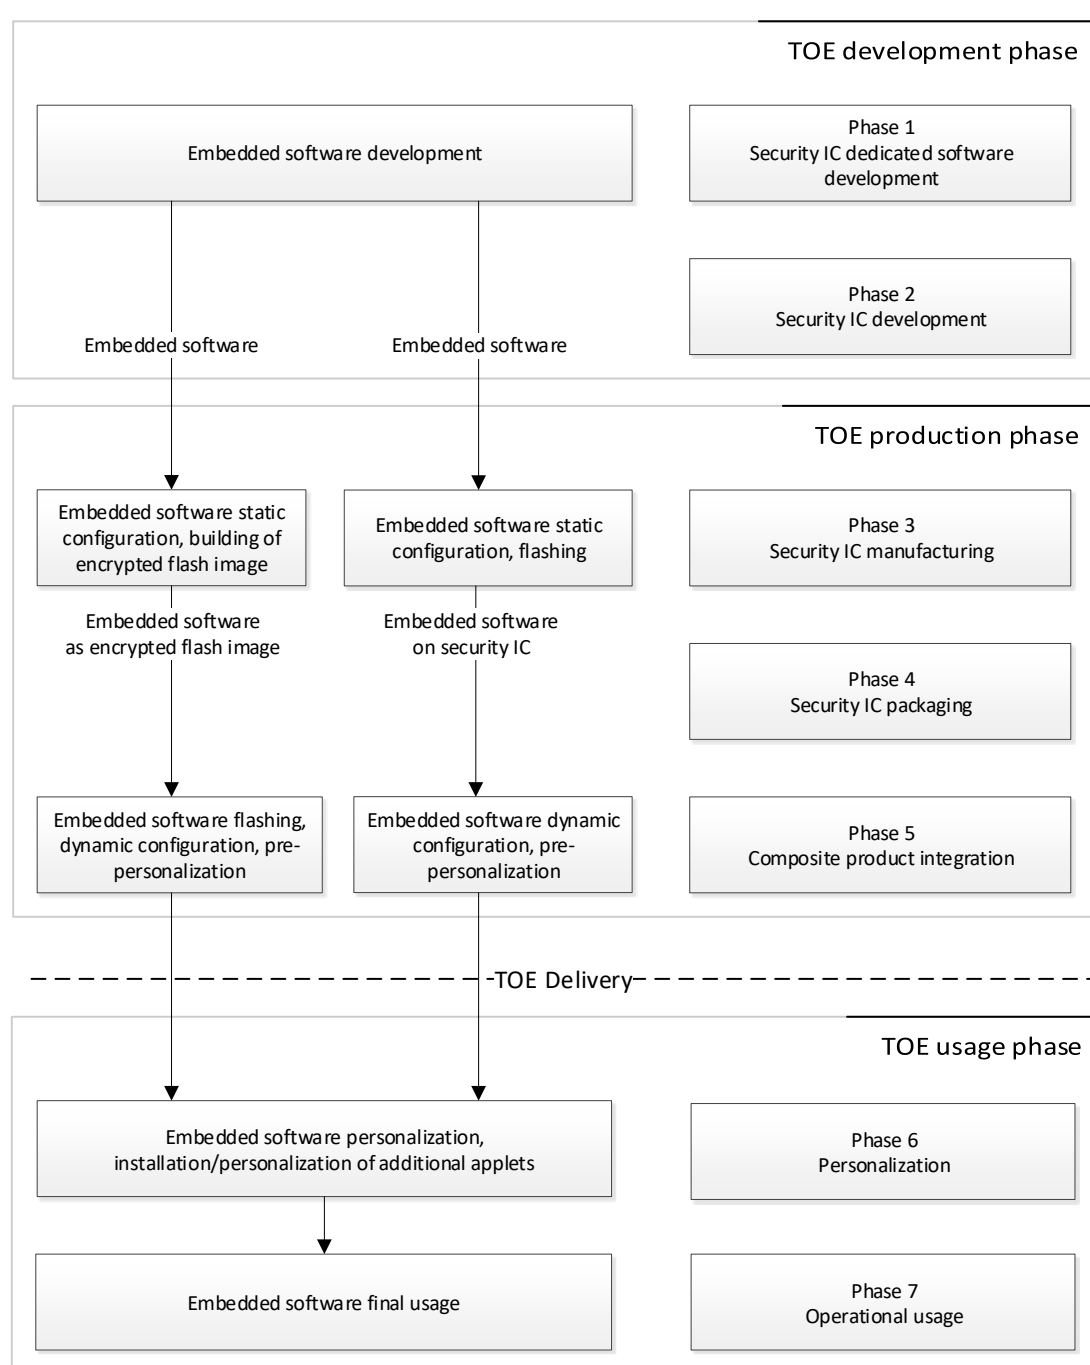 TOE development phase
Embedded software development
Phase 1
Security IC dedicated software
development
Phase 2
Security IC development
Embedded software
Embedded software
TOE production phase
Embedded software static
configuration, building of
encrypted flash image
Embedded software static
configuration, flashing
Phase 3
Security IC manufacturing
Embedded software
as encrypted flash image
Embedded software
on security IC
Phase 4
Security IC packaging
Embedded software flashing,
dynamic configuration, pre-
personalization
Embedded software dynamic
configuration, pre-
personalization
Phase 5
Composite product integration
TOE Delivery
TOE usage phase
Embedded software personalization,
installation/personalization of additional applets
Phase 6
Personalization
Embedded software final usage
Phase 7
Operational usage